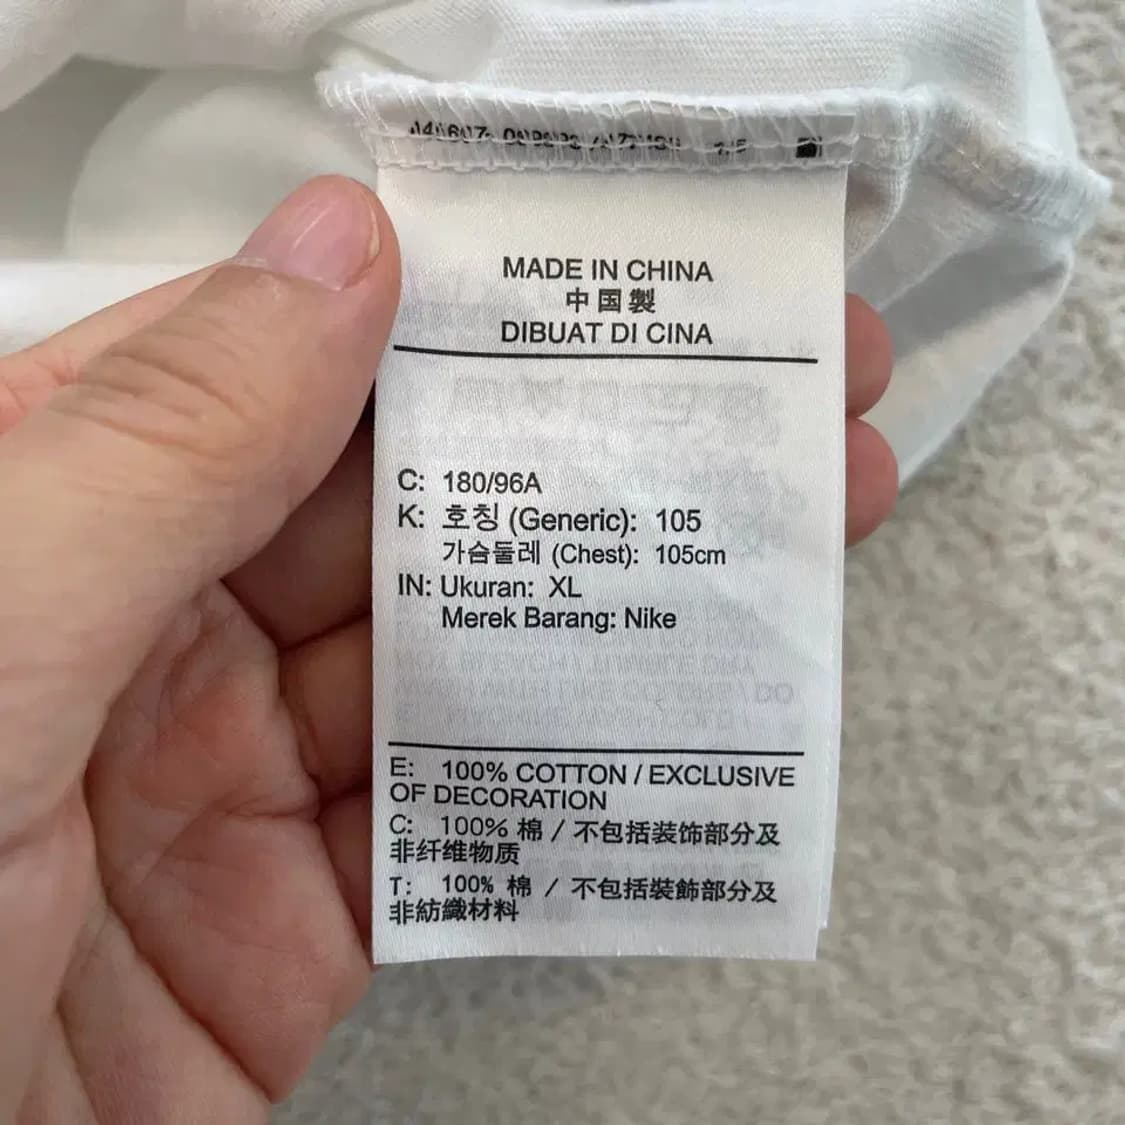 MADE IN CHINA
中国製
DIBUAT DI CINA
C: 180/96A
K: 호칭 (Generic): 105
가슴둘레 (Chest): 105cm
IN: Ukuran: XL
Merek Barang: Nike
E: 100% COTTON / EXCLUSIVE
OF DECORATION
C: 100% 棉 / 不包括装饰部分及
非纤维物质
T: 100% 棉 / 不包括裝飾部分及
非紡織材料